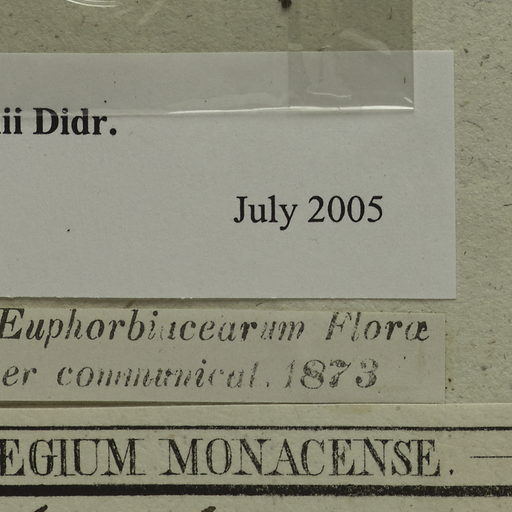 ii Didr.
July 2005
Euphorbiacearum Floræ
er communicat. 1873
EGIUM MONACENSE.